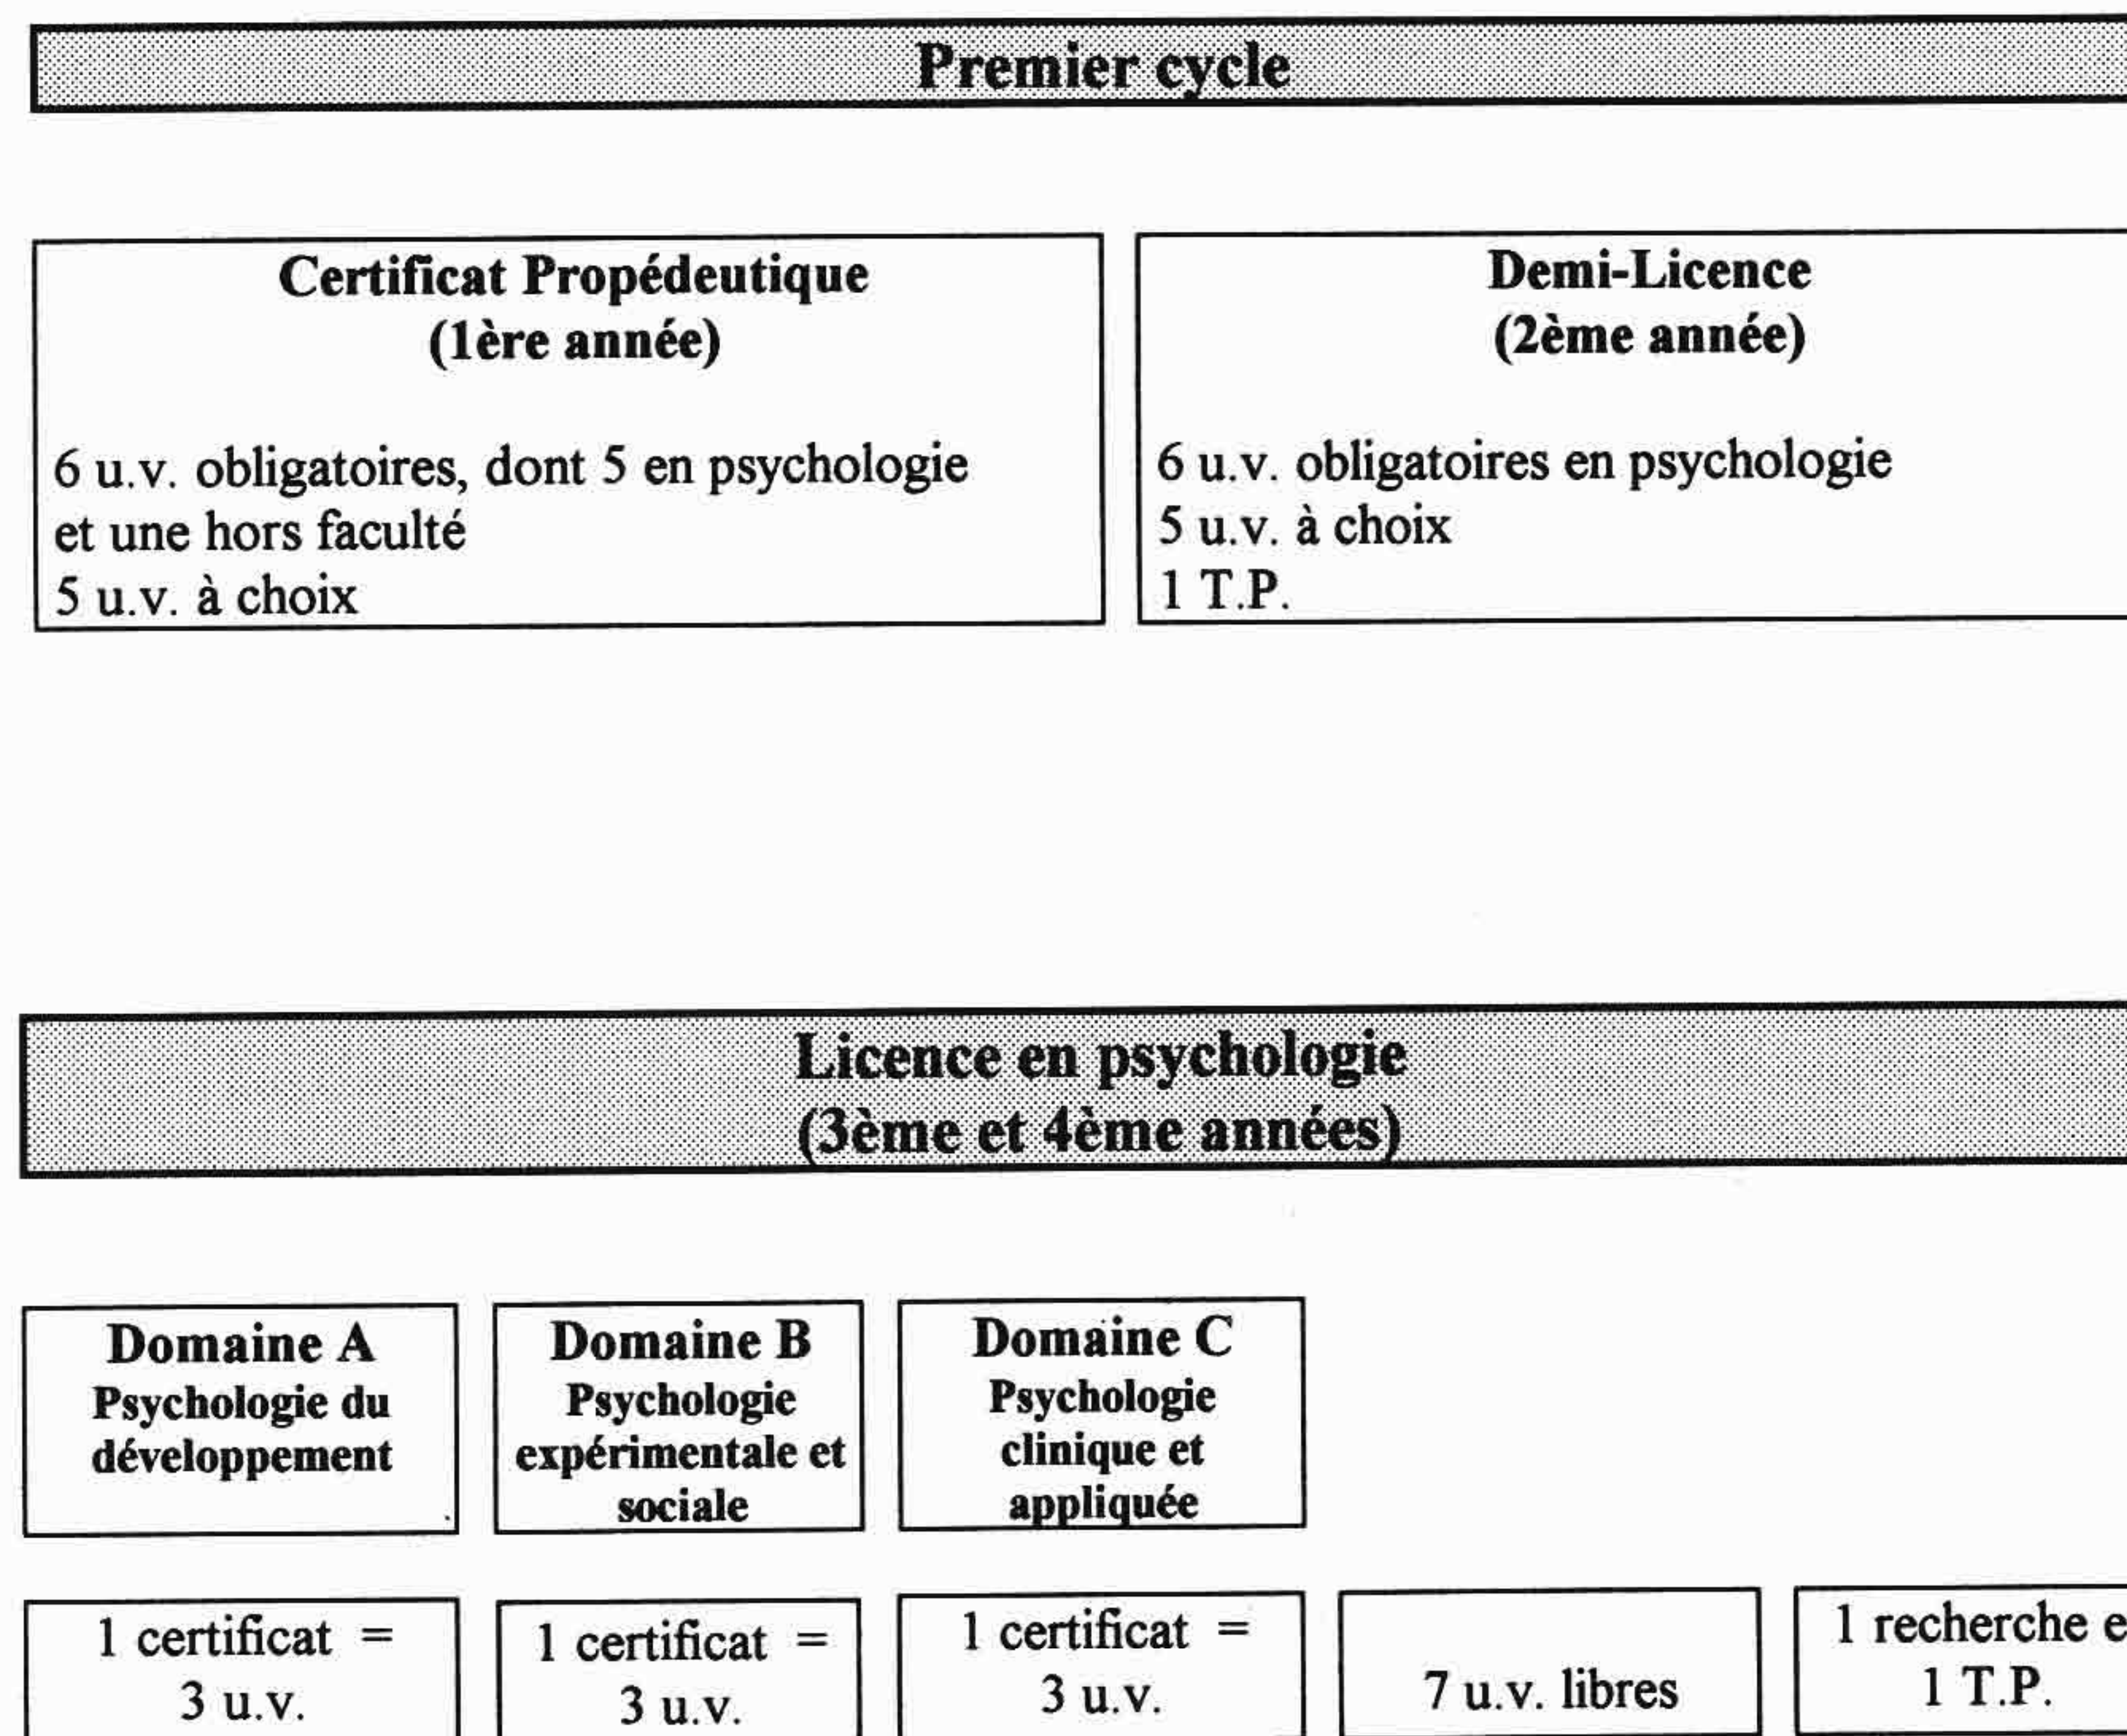 Premier cycle
Certificat Propédeutique
(1ère année)
6 u.v. obligatoires, dont 5 en psychologie
et une hors faculté
5 u.v. à choix
Demi-Licence
(2ème année)
6 u.v. obligatoires en psychologie
5 u.v. à choix
1 T.P.
Licence en psychologie
(3ème et 4ème années)
Domaine A
Psychologie du
développement
Domaine B
Psychologie
expérimentale et
sociale
Domaine C
Psychologie
clinique et
appliquée
1 certificat =
3 u.v.
1 certificat =
3 u.v.
1 certificat =
3 u.v.
7 u.v. libres
1 recherche e
1 T.P.